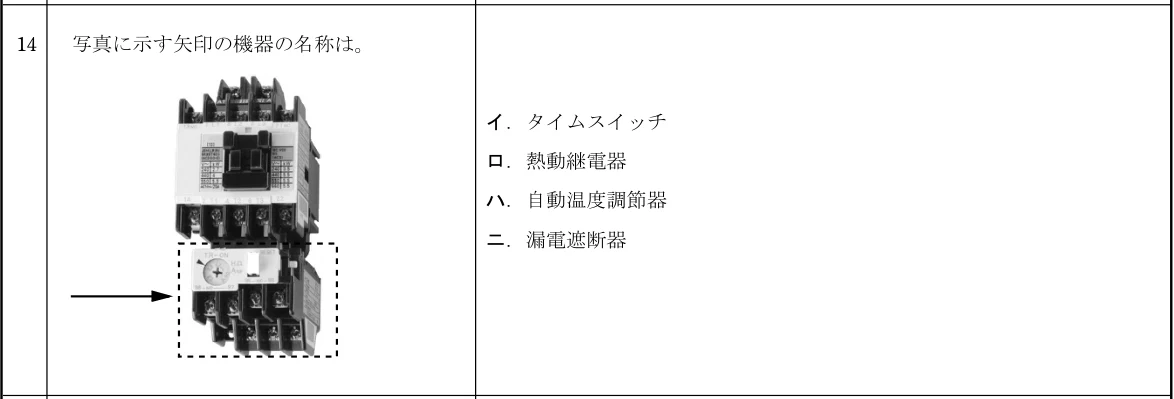 14
写真に示す矢印の機器の名称は。
イ．タイムスイッチ
ロ．熱動継電器
ハ．自動温度調節器
ニ．漏電遮断器